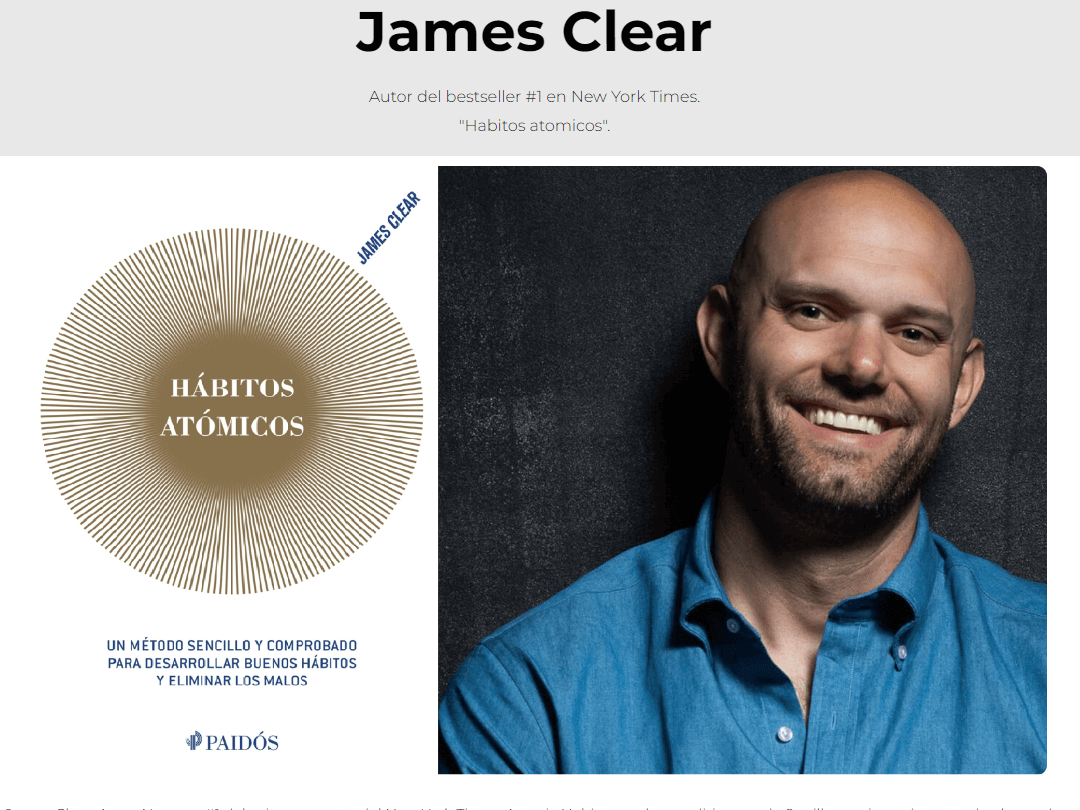 James Clear
Autor del bestseller #1 en New York Times.
"Habitos atomicos".
JAMES CLEAR
HÁBITOS
ATÓMICOS
UN MÉTODO SENCILLO Y COMPROBADO
PARA DESARROLLAR BUENOS HÁBITOS
Y ELIMINAR LOS MALOS
PAIDÓS